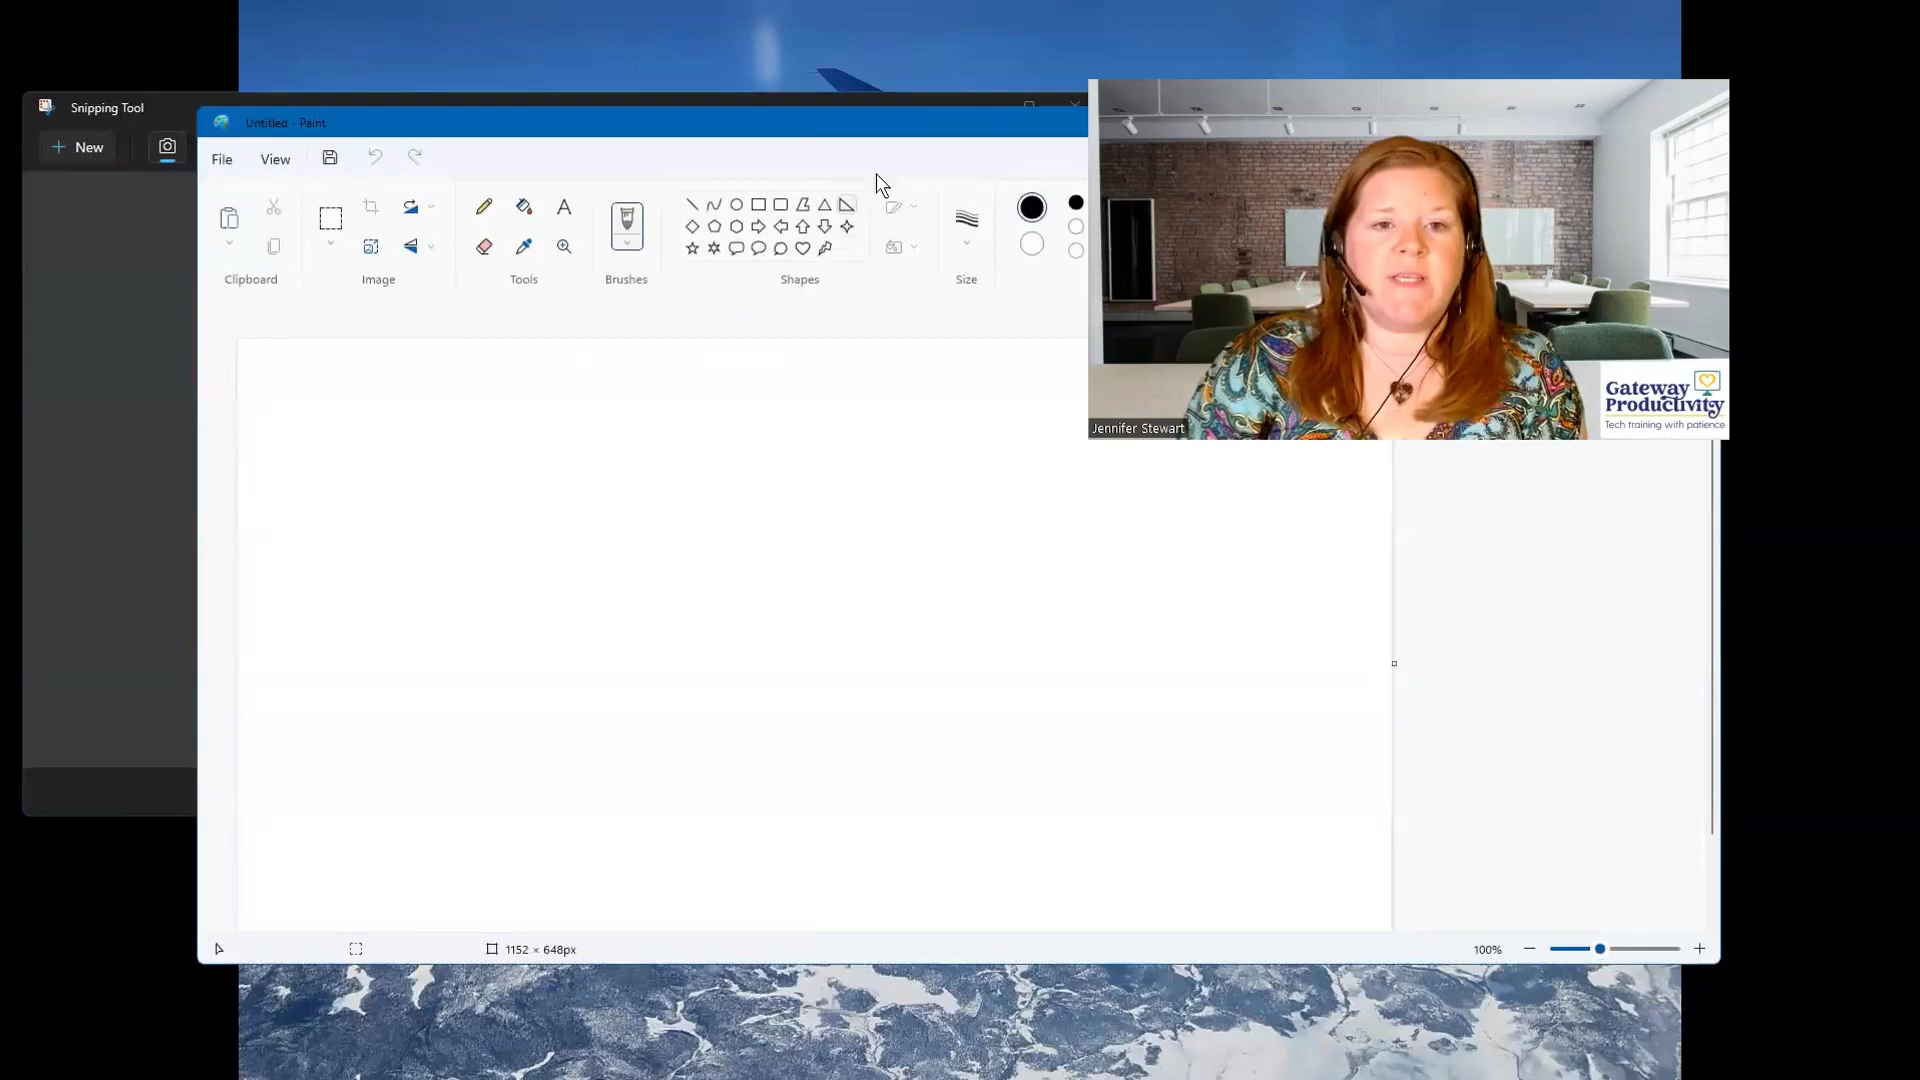 Snipping Tool
New
Untitled - Paint
File View
Clipboard Image Tools Brushes Shapes Size
Gateway
Productivity
Tech training with patience
Jennifer Stewart
1152 × 648px
100%